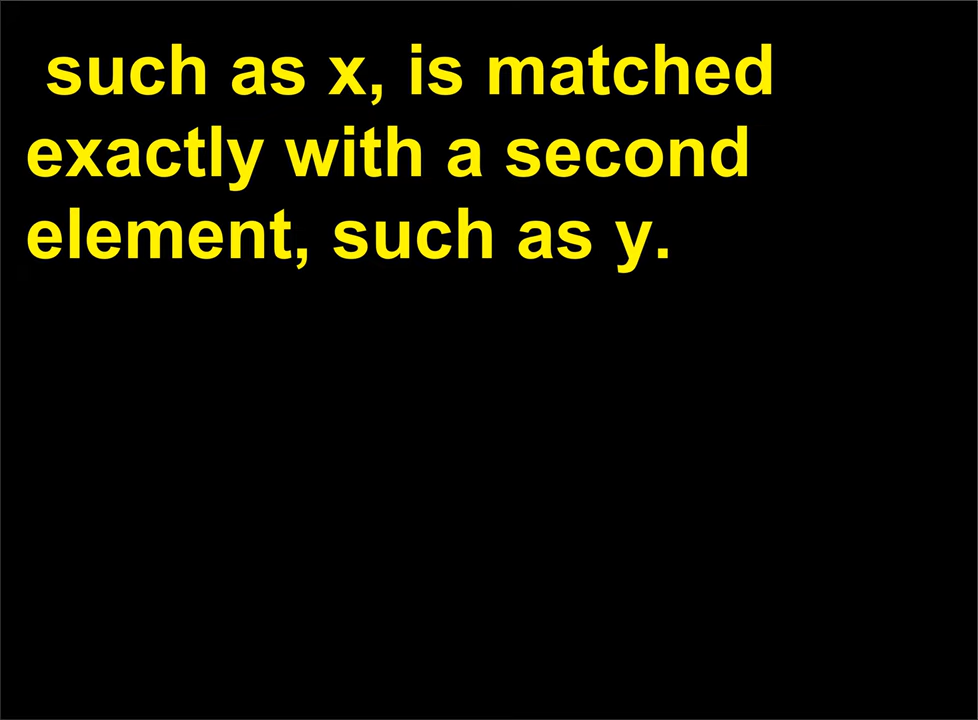 such as x, is matched
exactly with a second
element, such as y.